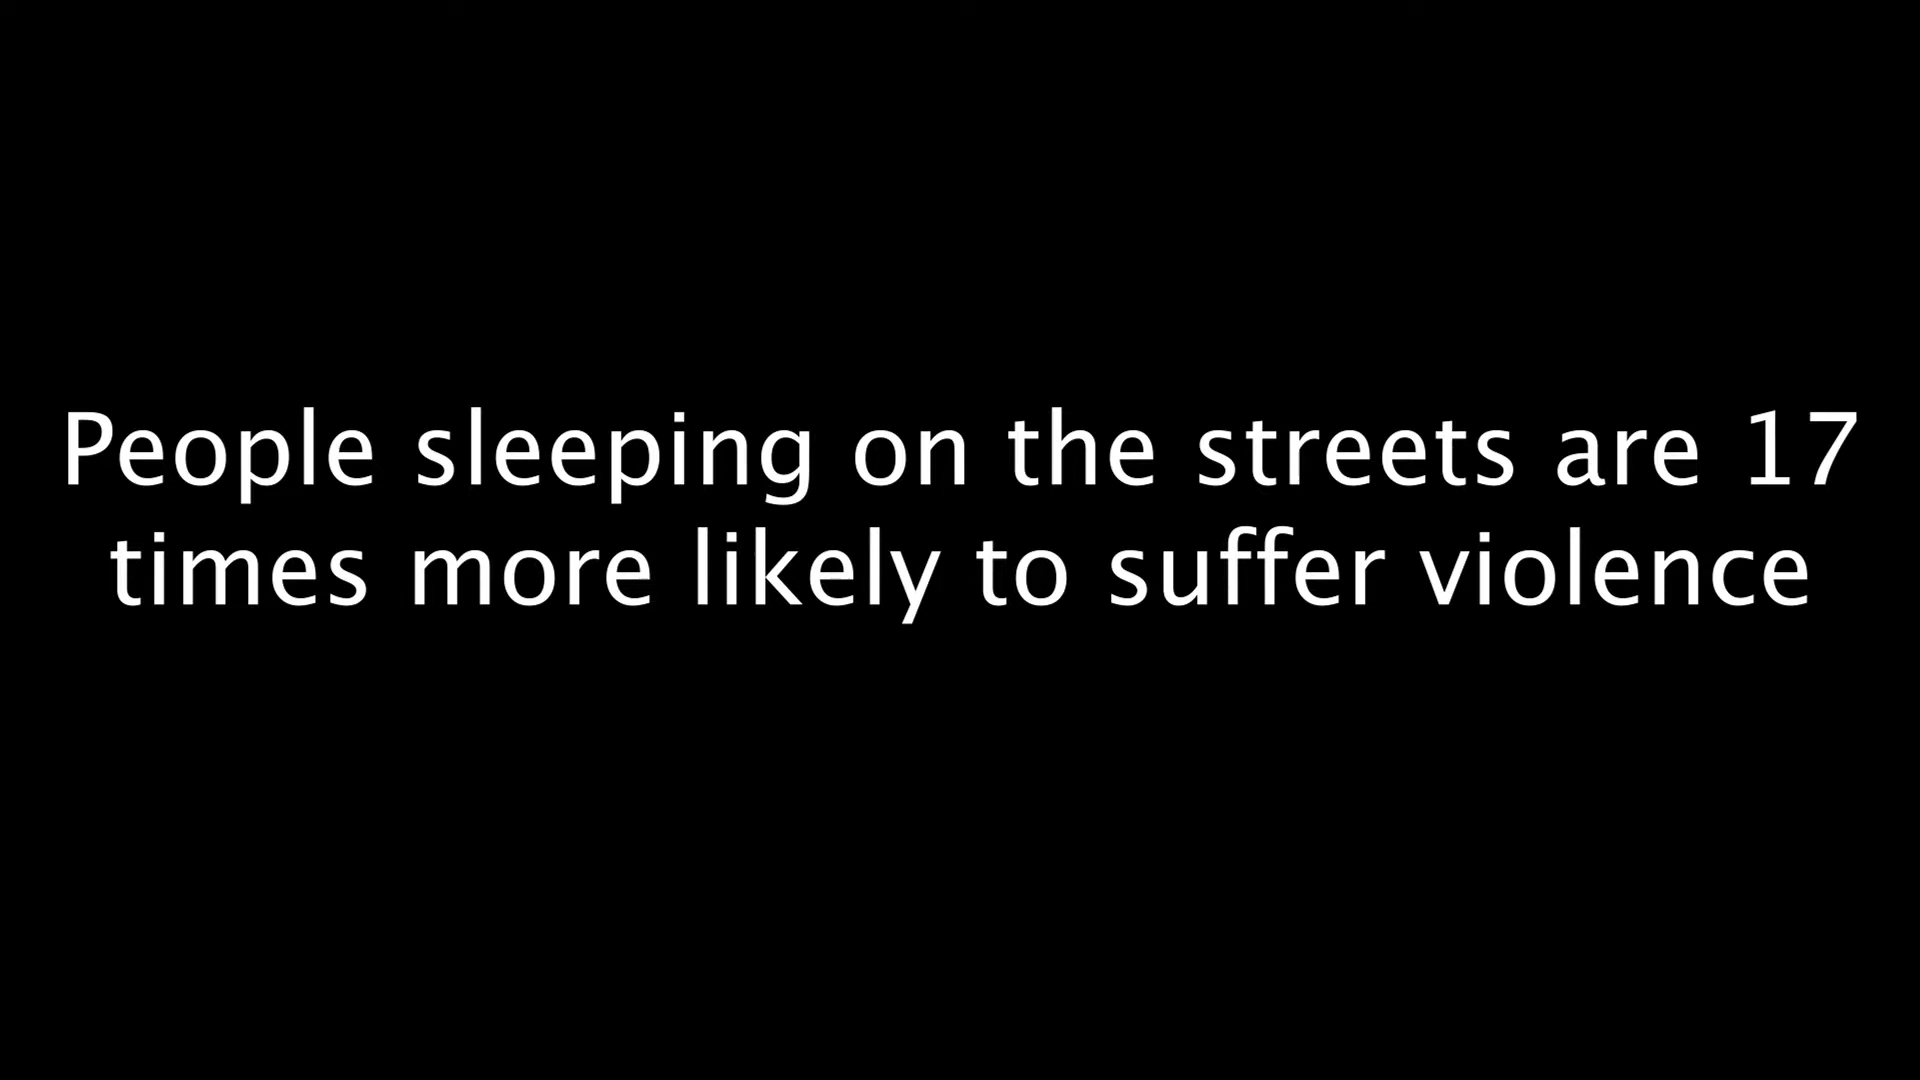 People sleeping on the streets are 17
times more likely to suffer violence